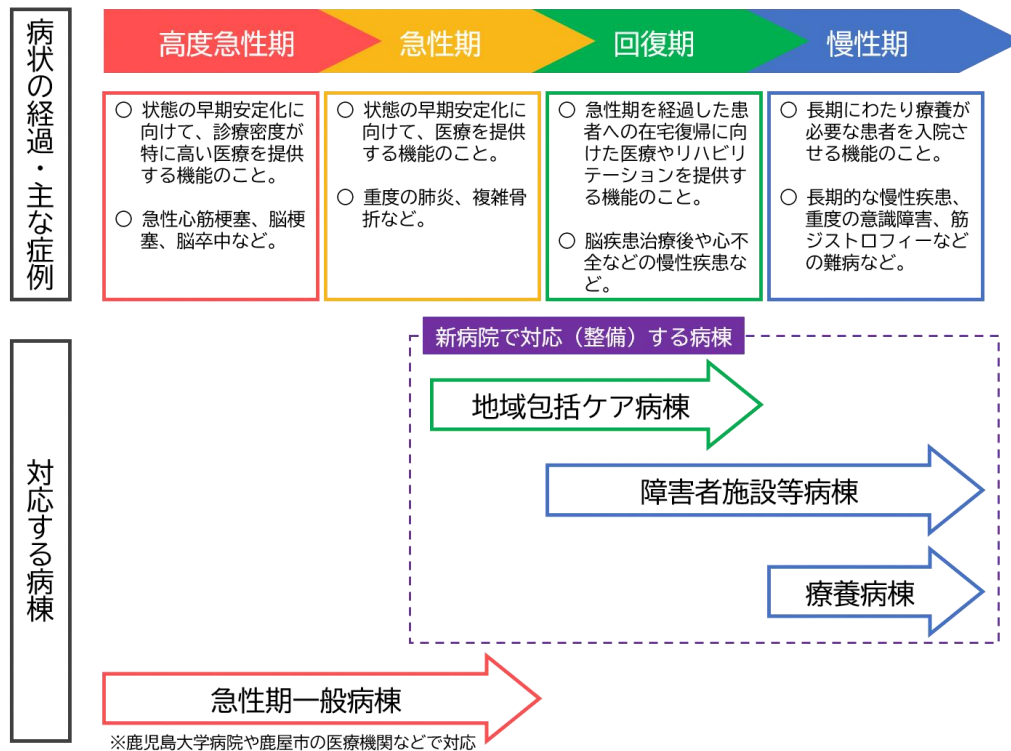 病状の経過・主な症例
高度急性期
急性期
回復期
慢性期
○ 状態の早期安定化に
向けて、診療密度が
特に高い医療を提供
する機能のこと。
○ 急性心筋梗塞、脳梗
塞、脳卒中など。
○ 状態の早期安定化に
向けて、医療を提供
する機能のこと。
○ 重度の肺炎、複雑骨
折など。
○ 急性期を経過した患
者への在宅復帰に向
けた医療やリハビリ
テーションを提供す
る機能のこと。
○ 脳疾患治療後や心不
全などの慢性疾患な
ど。
○ 長期にわたり療養が
必要な患者を入院さ
せる機能のこと。
○ 長期的な慢性疾患、
重度の意識障害、筋
ジストロフィーなど
の難病など。
対応する病棟
新病院で対応（整備）する病棟
地域包括ケア病棟
障害者施設等病棟
療養病棟
急性期一般病棟
※鹿児島大学病院や鹿屋市の医療機関などで対応